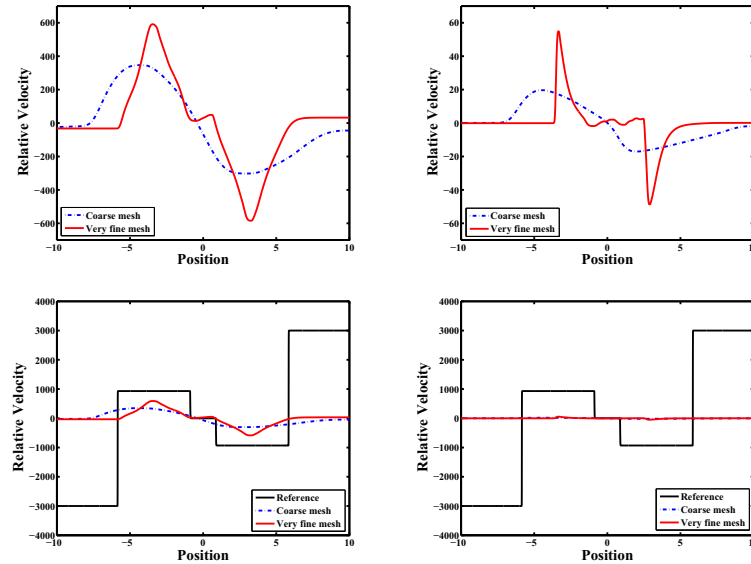 600
400
200
0
−200
−400
−600
Relative Velocity
Coarse mesh
Very fine mesh
−10
−5
0
5
10
Position
60
40
20
0
−20
−40
−60
Relative Velocity
Coarse mesh
Very fine mesh
−10
−5
0
5
10
Position
4000
3000
2000
1000
0
−1000
−2000
−3000
−4000
Relative Velocity
Reference
Coarse mesh
Very fine mesh
−10
−5
0
5
10
Position
4000
3000
2000
1000
0
−1000
−2000
−3000
−4000
Relative Velocity
Reference
Coarse mesh
Very fine mesh
−10
−5
0
5
10
Position